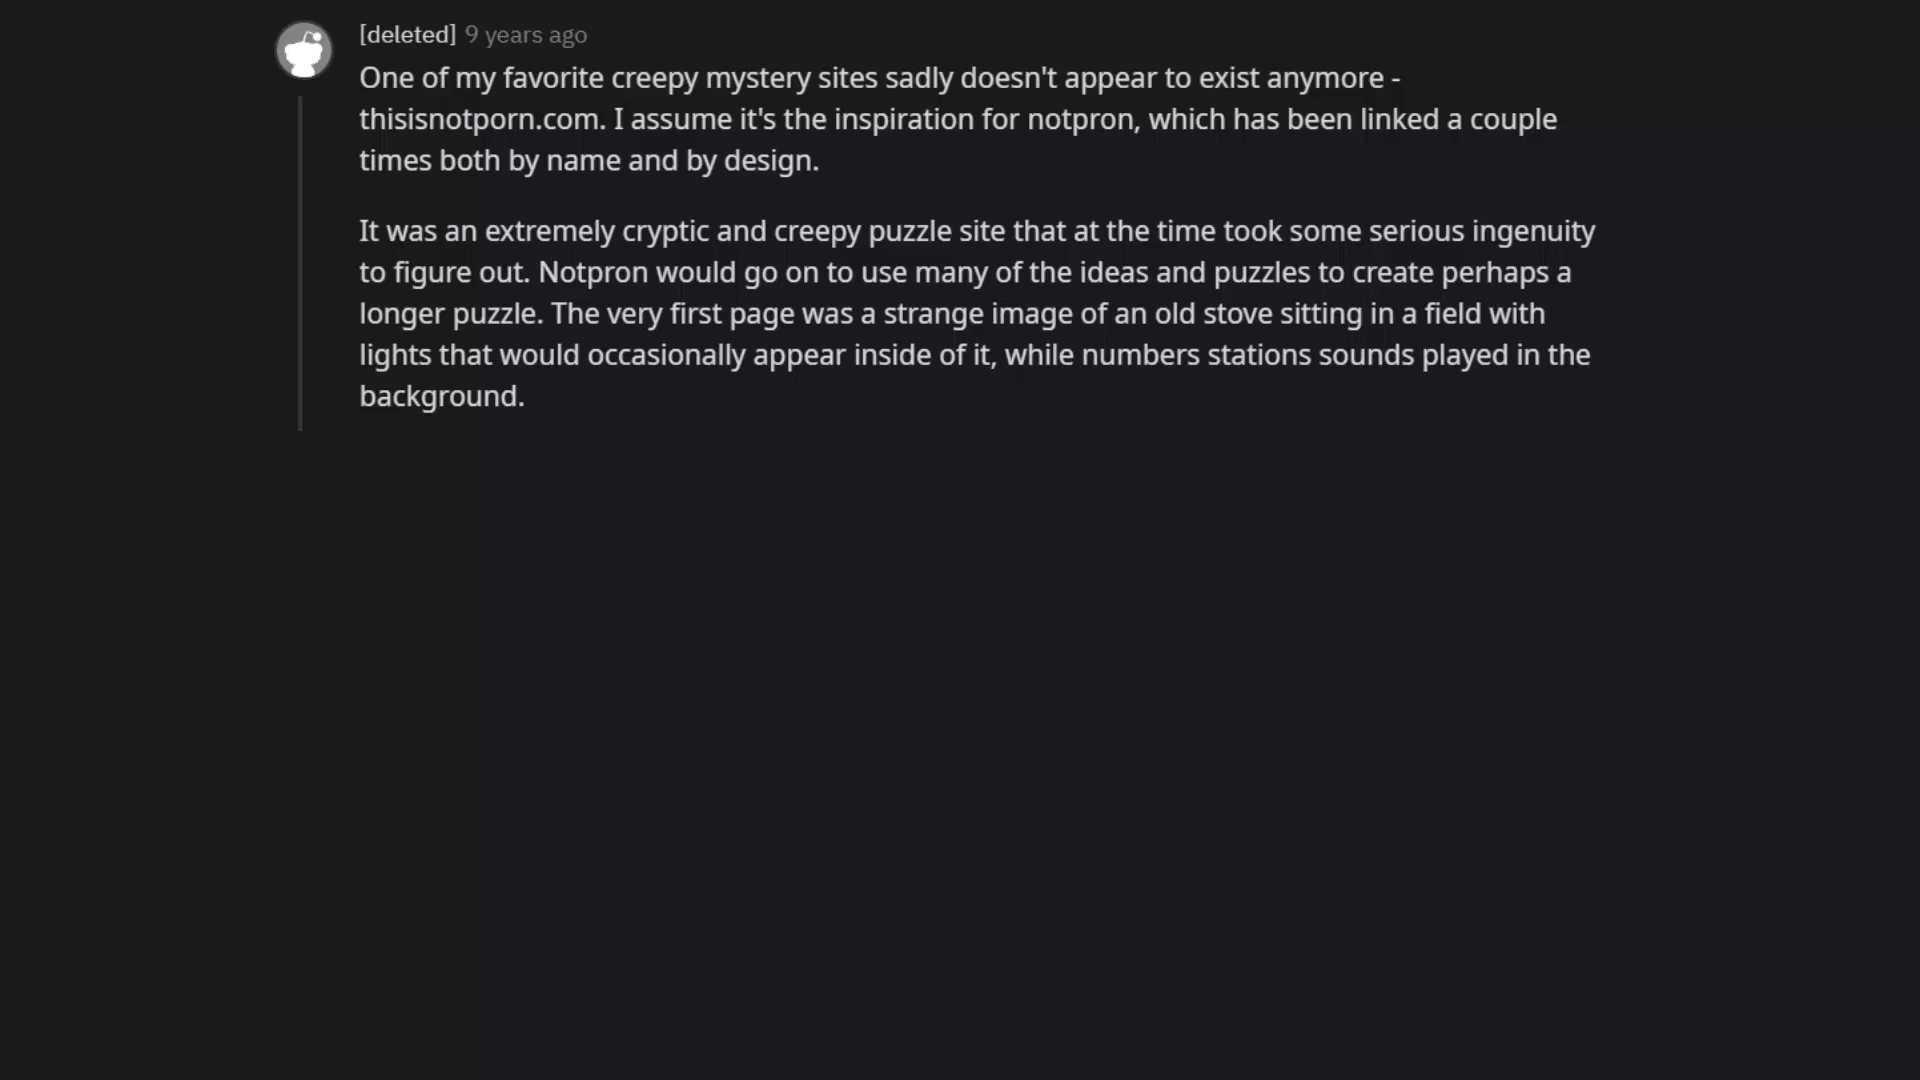 [deleted] 9 years ago
One of my favorite creepy mystery sites sadly doesn't appear to exist anymore -
thisisnotporn.com. I assume it's the inspiration for notpron, which has been linked a couple
times both by name and by design.
It was an extremely cryptic and creepy puzzle site that at the time took some serious ingenuity
to figure out. Notpron would go on to use many of the ideas and puzzles to create perhaps a
longer puzzle. The very first page was a strange image of an old stove sitting in a field with
lights that would occasionally appear inside of it, while numbers stations sounds played in the
background.